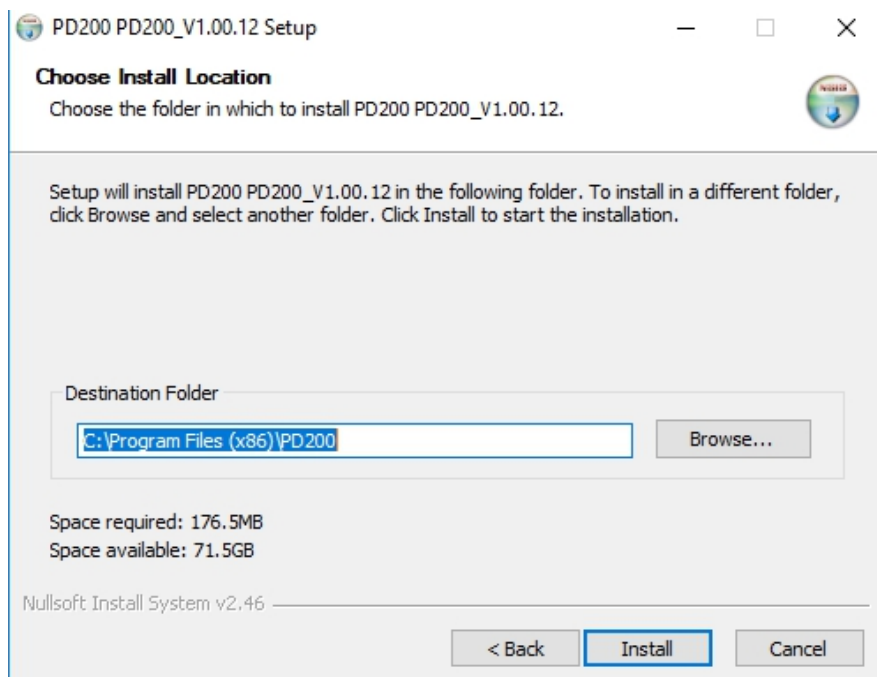 PD200 PD200_V1.00.12 Setup
Choose Install Location
Choose the folder in which to install PD200 PD200_V1.00.12.
Setup will install PD200 PD200_V1.00.12 in the following folder. To install in a different folder,
click Browse and select another folder. Click Install to start the installation.
Destination Folder
C:\Program Files (x86)\PD200
Browse...
Space required: 176.5MB
Space available: 71.5GB
Nullsoft Install System v2.46
< Back
Install
Cancel